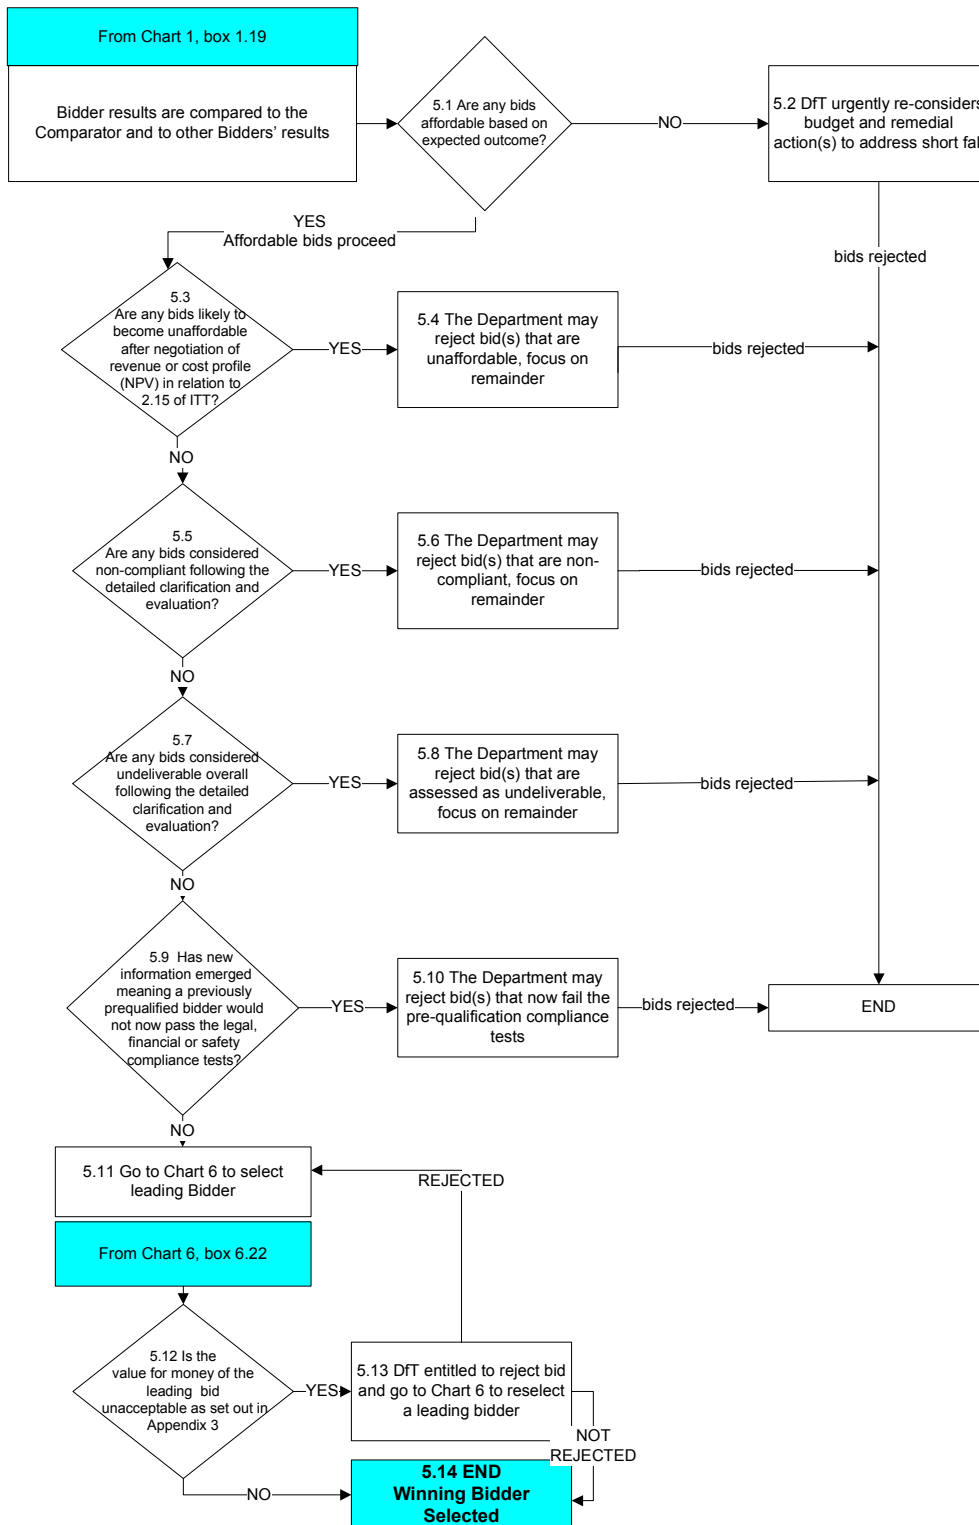 From Chart 1, box 1.19
Bidder results are compared to the
Comparator and to other Bidders' results
5.1 Are any bids
affordable based on
expected outcome?
NO
5.2 DfT urgently re-considers
budget and remedial
action(s) to address short fal
YES
Affordable bids proceed
bids rejected
5.3
Are any bids likely to
become unaffordable
after negotiation of
revenue or cost profile
(NPV) in relation to
2.15 of ITT?
YES
5.4 The Department may
reject bid(s) that are
unaffordable, focus on
remainder
bids rejected
NO
5.5
Are any bids considered
non-compliant following the
detailed clarification and
evaluation?
YES
5.6 The Department may
reject bid(s) that are non-
compliant, focus on
remainder
bids rejected
NO
5.7
Are any bids considered
undeliverable overall
following the detailed
clarification and
evaluation?
YES
5.8 The Department may
reject bid(s) that are
assessed as undeliverable,
focus on remainder
bids rejected
NO
5.9 Has new
information emerged
meaning a previously
prequalified bidder would
not now pass the legal,
financial or safety
compliance tests?
YES
5.10 The Department may
reject bid(s) that now fail the
pre-qualification compliance
tests
bids rejected
END
NO
5.11 Go to Chart 6 to select
leading Bidder
REJECTED
From Chart 6, box 6.22
5.12 Is the
value for money of the
leading bid
unacceptable as set out in
Appendix 3
YES
5.13 DfT entitled to reject bid
and go to Chart 6 to reselect
a leading bidder
NOT
REJECTED
NO
5.14 END
Winning Bidder
Selected